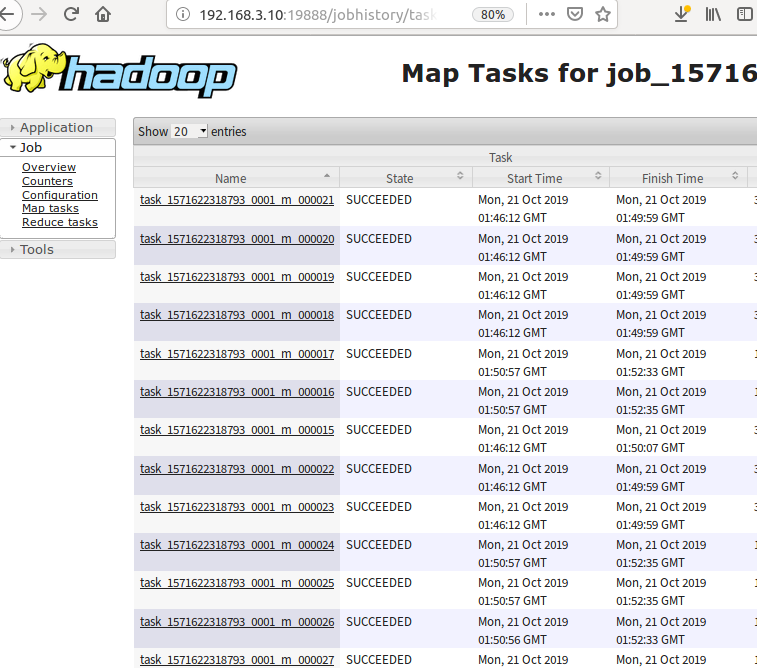 192.168.3.10:19888/jobhistory/tas
80%
hadoop
Map Tasks for job_15716
Application
Job
Overview
Counters
Configuration
Map tasks
Reduce tasks
Tools
Show 20 entries
Task
Name State Start Time Finish Time
task_1571622318793_0001_m_000021 SUCCEEDED Mon, 21 Oct 2019 Mon, 21 Oct 2019
01:46:12 GMT 01:49:59 GMT
task_1571622318793_0001_m_000020 SUCCEEDED Mon, 21 Oct 2019 Mon, 21 Oct 2019
01:46:12 GMT 01:49:59 GMT
task_1571622318793_0001_m_000019 SUCCEEDED Mon, 21 Oct 2019 Mon, 21 Oct 2019
01:46:12 GMT 01:49:59 GMT
task_1571622318793_0001_m_000018 SUCCEEDED Mon, 21 Oct 2019 Mon, 21 Oct 2019
01:46:12 GMT 01:49:59 GMT
task_1571622318793_0001_m_000017 SUCCEEDED Mon, 21 Oct 2019 Mon, 21 Oct 2019
01:50:57 GMT 01:52:33 GMT
task_1571622318793_0001_m_000016 SUCCEEDED Mon, 21 Oct 2019 Mon, 21 Oct 2019
01:50:57 GMT 01:52:35 GMT
task_1571622318793_0001_m_000015 SUCCEEDED Mon, 21 Oct 2019 Mon, 21 Oct 2019
01:46:12 GMT 01:50:07 GMT
task_1571622318793_0001_m_000022 SUCCEEDED Mon, 21 Oct 2019 Mon, 21 Oct 2019
01:46:12 GMT 01:49:59 GMT
task_1571622318793_0001_m_000023 SUCCEEDED Mon, 21 Oct 2019 Mon, 21 Oct 2019
01:46:12 GMT 01:49:59 GMT
task_1571622318793_0001_m_000024 SUCCEEDED Mon, 21 Oct 2019 Mon, 21 Oct 2019
01:50:57 GMT 01:52:35 GMT
task_1571622318793_0001_m_000025 SUCCEEDED Mon, 21 Oct 2019 Mon, 21 Oct 2019
01:50:57 GMT 01:52:35 GMT
task_1571622318793_0001_m_000026 SUCCEEDED Mon, 21 Oct 2019 Mon, 21 Oct 2019
01:50:56 GMT 01:52:33 GMT
task_1571622318793_0001_m_000027 SUCCEEDED Mon, 21 Oct 2019 Mon, 21 Oct 2019